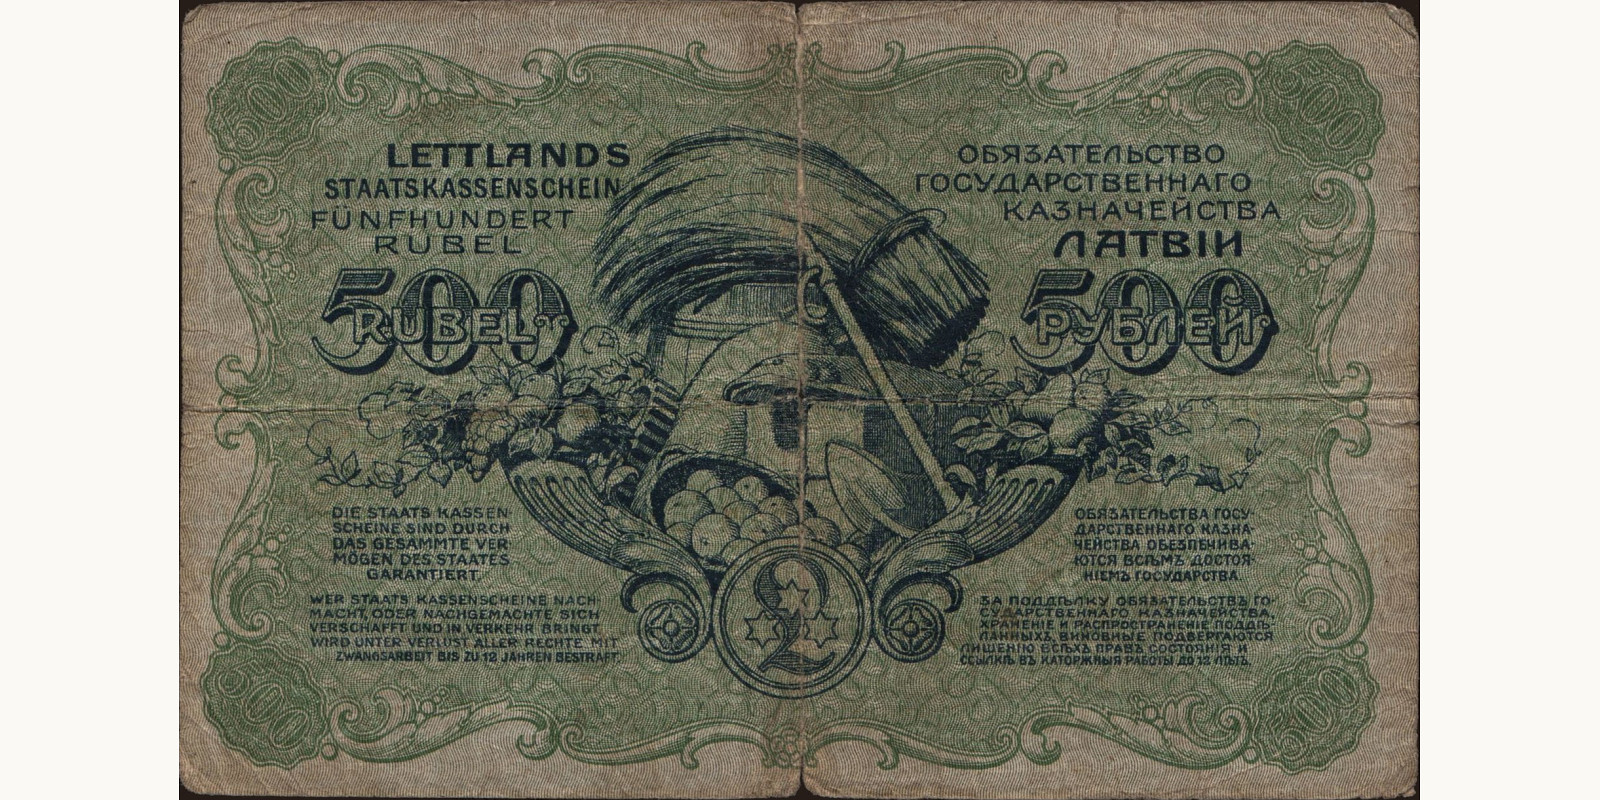 LETTLANDS
STAATSKASSENSCHEIN
FÜNFHUNDERT
RUBEL
500
RUBEL
DIE STAATS KASSEN-
SCHEINE SIND DURCH
DAS GESAMMTE VER
MÖGEN DES STAATES
GARANTIERT.
WER STAATS KASSENSCHEINE NACH-
MACHT ODER NACHGEMACHTE SICH
VERSCHAFFT UND IN VERKEHR BRINGT,
WIRD UNTER VERLUST ALLER RECHTE MIT
ZWANGSARBEIT BIS ZU 12 JAHREN BESTRAFT.
ОБЯЗАТЕЛЬСТВО
ГОСУДАРСТВЕННАГО
КАЗНАЧЕЙСТВА
ЛАТВІИ
500
РУБЛЕЙ
ОБЯЗАТЕЛЬСТВА ГОСУ-
ДАРСТВЕННАГО КАЗНА-
ЧЕЙСТВА ОБЕЗПЕЧИВА-
ЮТСЯ ВСѢМЪ ДОСТОЯ-
НІЕМЪ ГОСУДАРСТВА.
ЗА ПОДДѢЛКУ ОБЯЗАТЕЛЬСТВЪ ГО-
СУДАРСТВЕННАГО КАЗНАЧЕЙСТВА,
ХРАНЕНІЕ И РАСПРОСТРАНЕНІЕ ПОДДѢ-
ЛАННЫХЪ, ВИНОВНЫЕ ПОДВЕРГАЮТСЯ
ЛИШЕНІЮ ВСѢХЪ ПРАВЪ СОСТОЯНІЯ И
ССЫЛКѢ ВЪ КАТОРЖНЫЯ РАБОТЫ ДО 12 ЛѢТЪ.
500
500
500
500